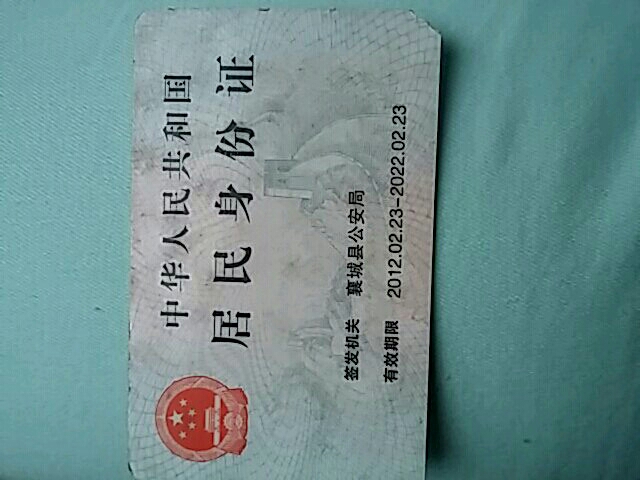 中华人民共和国
居民身份证
签发机关 襄城县公安局
有效期限 2012.02.23-2022.02.23